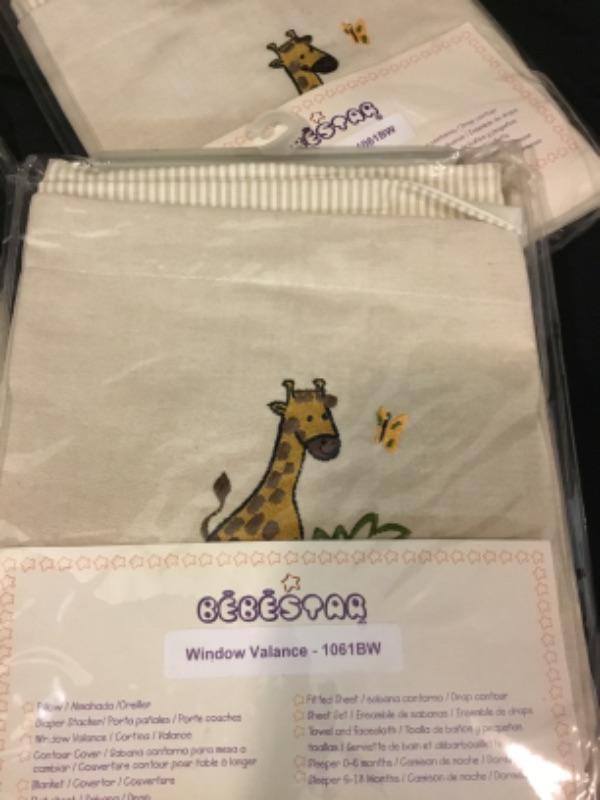 BÉBÉSTAR
1061BW
BÉBÉSTAR
Window Valance - 1061BW
Pillow / Almohada /Oreiller
Diaper Stacker/ Porta pañales / Porte couches
Window Valance / Cortina / Valance
Contour Cover / Sabana contorno para mesa o
cambiar / Couverture contour pour table à langer
Blanket / Covertor / Couverture
Fitted Sheet / sabana contorno / Drap contour
Sheet Set / Ensemble de sabanas / Ensemble de draps
Towel and facecloth / Toalla de baño y pequeñas
toallas / Serviette de bain et débarbouillette
Sleeper 0-6 months / Camison de noche /
Sleeper 6-18 Months / Camison de noche /